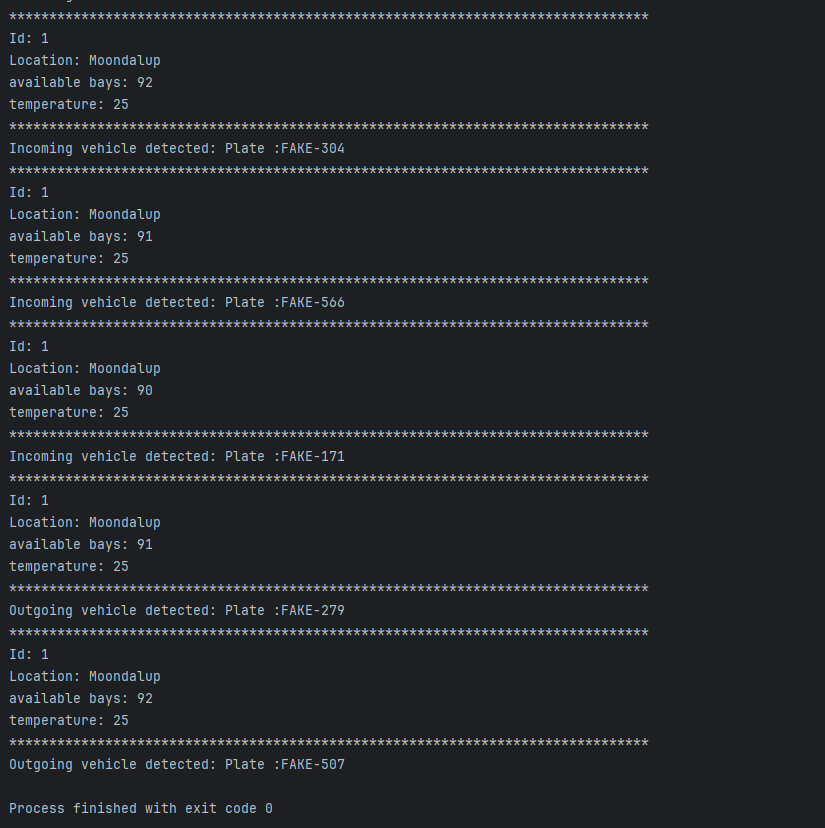 ********************************************************************************
Id: 1
Location: Moondalup
available bays: 92
temperature: 25
********************************************************************************
Incoming vehicle detected: Plate :FAKE-304
********************************************************************************
Id: 1
Location: Moondalup
available bays: 91
temperature: 25
********************************************************************************
Incoming vehicle detected: Plate :FAKE-566
********************************************************************************
Id: 1
Location: Moondalup
available bays: 90
temperature: 25
********************************************************************************
Incoming vehicle detected: Plate :FAKE-171
********************************************************************************
Id: 1
Location: Moondalup
available bays: 91
temperature: 25
********************************************************************************
Outgoing vehicle detected: Plate :FAKE-279
********************************************************************************
Id: 1
Location: Moondalup
available bays: 92
temperature: 25
********************************************************************************
Outgoing vehicle detected: Plate :FAKE-507
Process finished with exit code 0